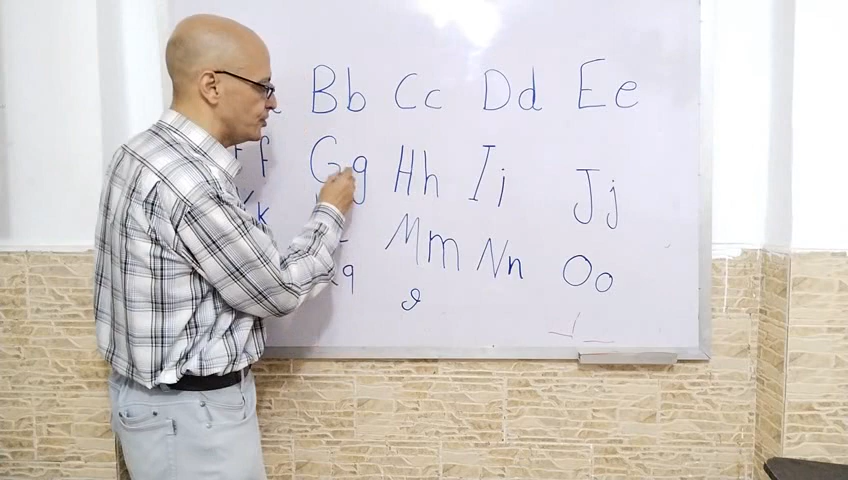 Bb Cc Dd Ee
f Gg Hh Ii Jj
k Mm Nn Oo
q و